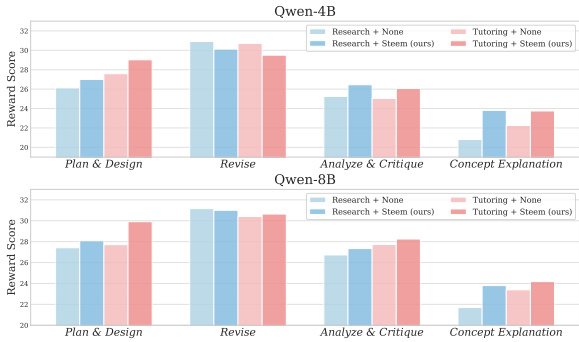 Qwen-4B
Research + None
Research + Steem (ours)
Tutoring + None
Tutoring + Steem (ours)
Reward Score
32
30
28
26
24
22
20
Plan & Design
Revise
Analyze & Critique
Concept Explanation
Qwen-8B
Research + None
Research + Steem (ours)
Tutoring + None
Tutoring + Steem (ours)
Reward Score
32
30
28
26
24
22
20
Plan & Design
Revise
Analyze & Critique
Concept Explanation